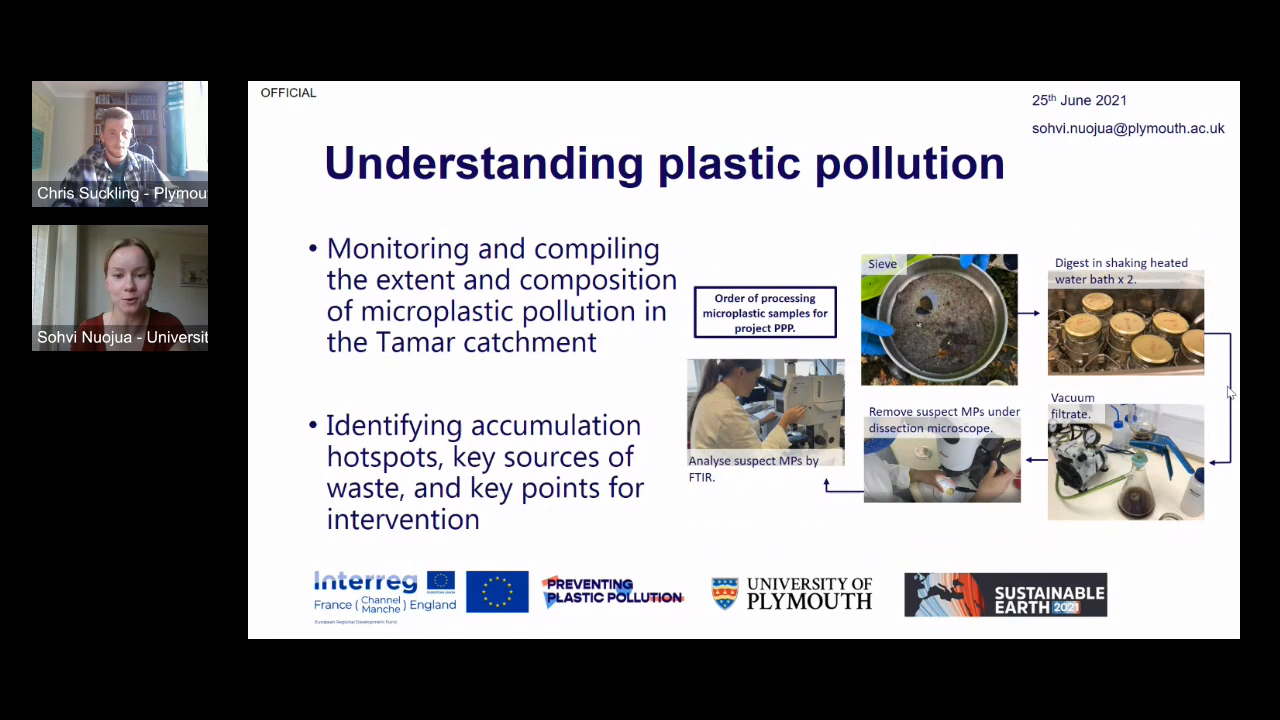 OFFICIAL
25th June 2021
sohvi.nuojua@plymouth.ac.uk
Understanding plastic pollution
Chris Suckling - Plymou
Sohvi Nuojua - Universit
• Monitoring and compiling
the extent and composition
of microplastic pollution in
the Tamar catchment
• Identifying accumulation
hotspots, key sources of
waste, and key points for
intervention
Order of processing
microplastic samples for
project PPP.
Sieve
Digest in shaking heated
water bath x 2.
Vacuum
filtrate.
Remove suspect MPs under
dissection microscope.
Analyse suspect MPs by
FTIR.
Interreg
EUROPEAN UNION
France ( Channel Manche ) England
European Regional Development Fund
PREVENTING
PLASTIC POLLUTION
UNIVERSITY OF
PLYMOUTH
SUSTAINABLE
EARTH 2021